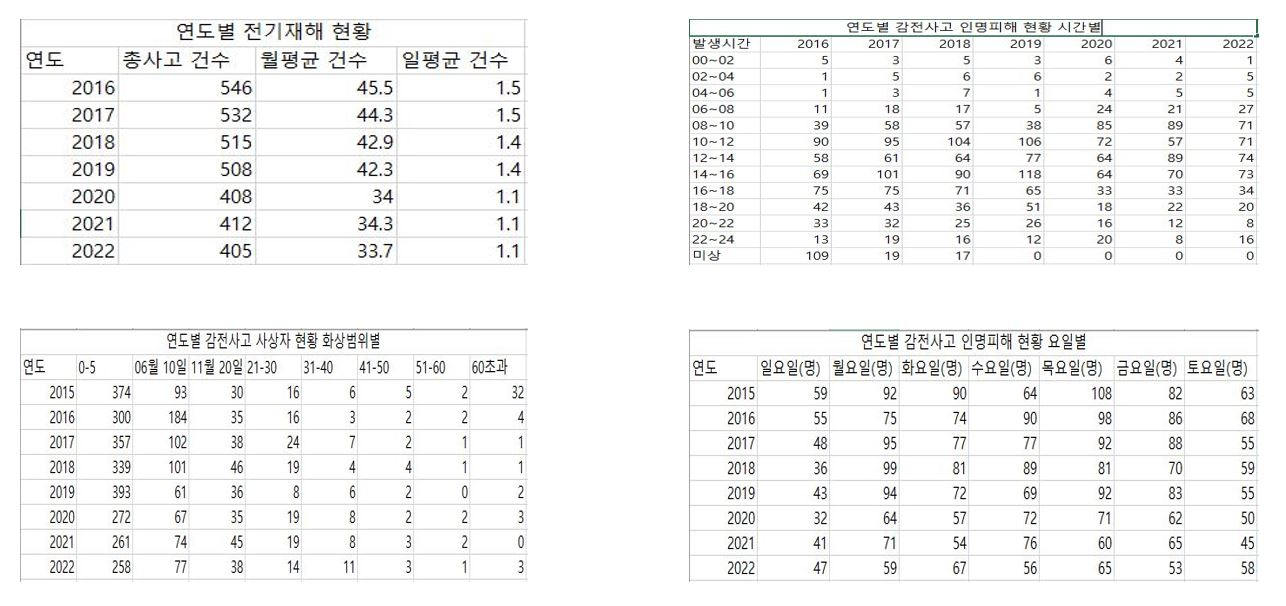 연도별 전기재해 현황
연도 총사고 건수 월평균 건수 일평균 건수
2016 546 45.5 1.5
2017 532 44.3 1.5
2018 515 42.9 1.4
2019 508 42.3 1.4
2020 408 34 1.1
2021 412 34.3 1.1
2022 405 33.7 1.1
연도별 감전사고 인명피해 현황 시간별
발생시간 2016 2017 2018 2019 2020 2021 2022
00~02 5 3 5 3 6 4 1
02~04 1 5 6 6 2 2 5
04~06 1 3 7 1 4 5 5
06~08 11 18 17 5 24 21 27
08~10 39 58 57 38 85 89 71
10~12 90 95 104 106 72 57 71
12~14 58 61 64 77 64 89 74
14~16 69 101 90 118 64 70 73
16~18 75 75 71 65 33 33 34
18~20 42 43 36 51 18 22 20
20~22 33 32 25 26 16 12 8
22~24 13 19 16 12 20 8 16
미상 109 19 17 0 0 0 0
연도별 감전사고 사상자 현황 화상범위별
연도 0-5 06월 10일 11월 20일 21-30 31-40 41-50 51-60 60초과
2015 374 93 30 16 6 5 2 32
2016 300 184 35 16 3 2 2 4
2017 357 102 38 24 7 2 1 1
2018 339 101 46 19 4 4 1 1
2019 393 61 36 8 6 2 0 2
2020 272 67 35 19 8 2 2 3
2021 261 74 45 19 8 3 2 0
2022 258 77 38 14 11 3 1 3
연도별 감전사고 인명피해 현황 요일별
연도 일요일(명) 월요일(명) 화요일(명) 수요일(명) 목요일(명) 금요일(명) 토요일(명)
2015 59 92 90 64 108 82 63
2016 55 75 74 90 98 86 68
2017 48 95 77 77 92 88 55
2018 36 99 81 89 81 70 59
2019 43 94 72 69 92 83 55
2020 32 64 57 72 71 62 50
2021 41 71 54 76 60 65 45
2022 47 59 67 56 65 53 58